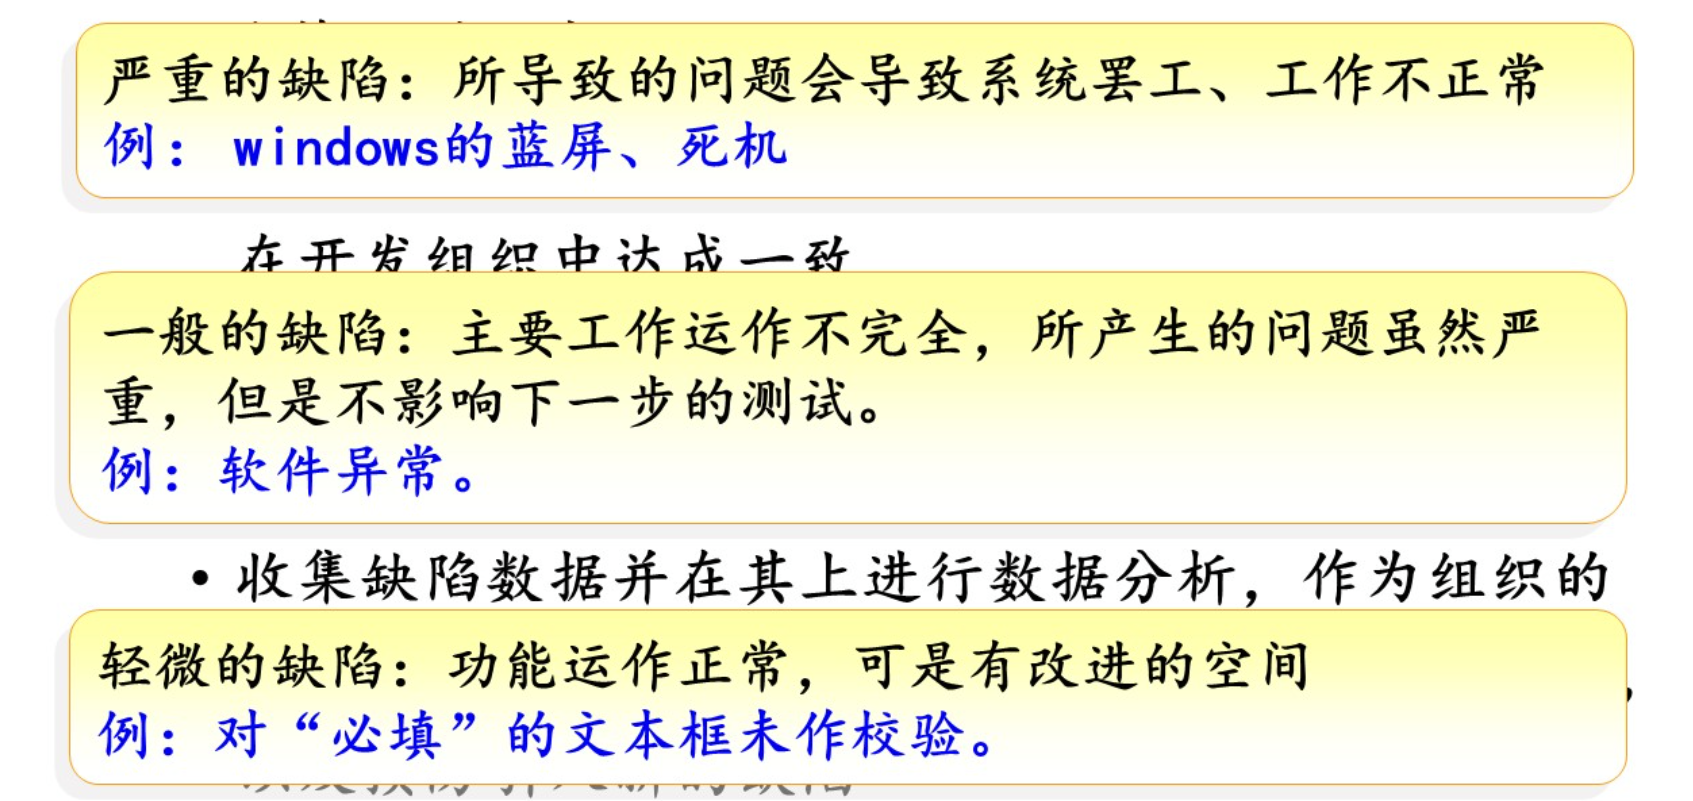 严重的缺陷：所导致的问题会导致系统罢工、工作不正常
例： windows的蓝屏、死机
在开发组织中达成一致
一般的缺陷：主要工作运作不完全，所产生的问题虽然严
重，但是不影响下一步的测试。
例：软件异常。
• 收集缺陷数据并在其上进行数据分析，作为组织的
轻微的缺陷：功能运作正常，可是有改进的空间
例：对“必填”的文本框未作校验。